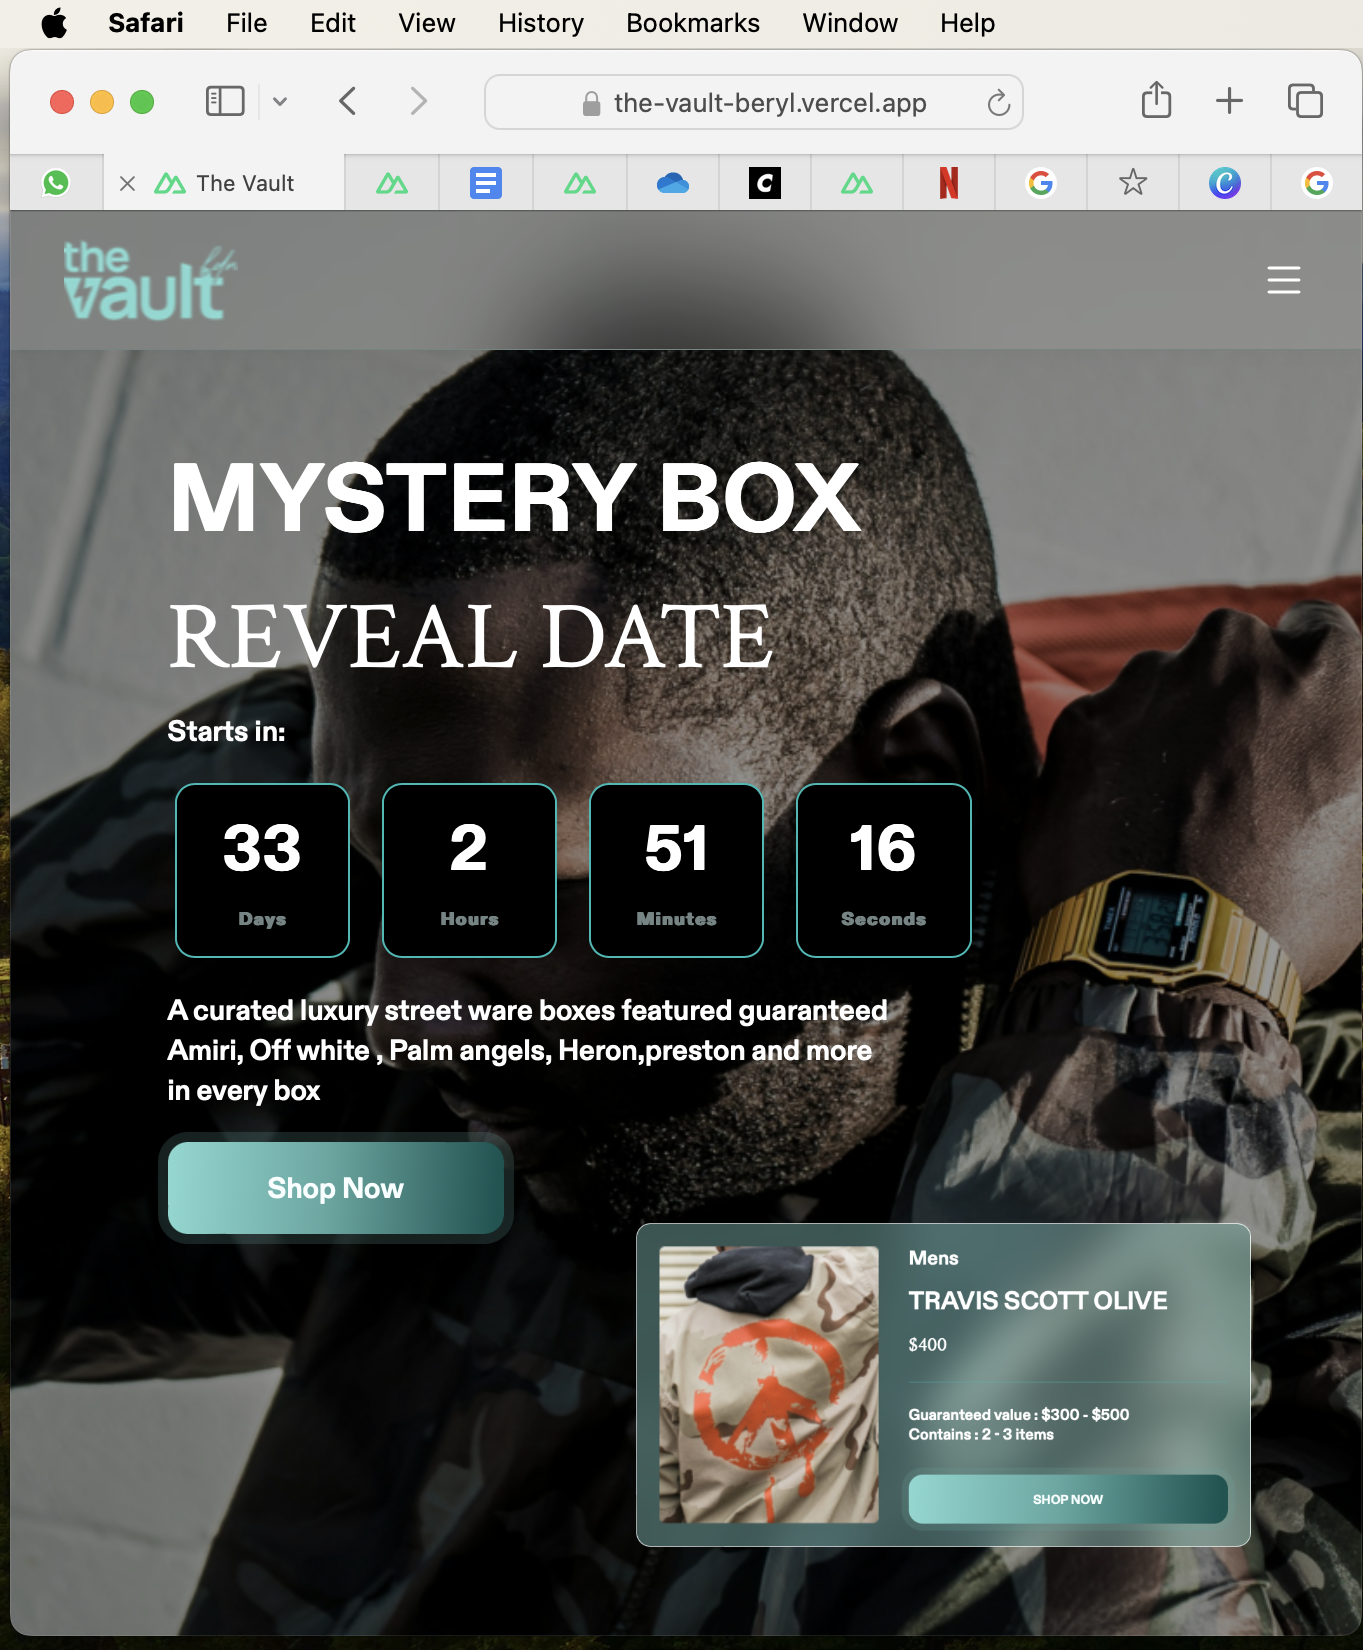 Safari File Edit View History Bookmarks Window Help
the-vault-beryl.vercel.app
The Vault
the
vault
MYSTERY BOX
REVEAL DATE
Starts in:
33 2 51 16
Days Hours Minutes Seconds
A curated luxury street ware boxes featured guaranteed
Amiri, Off white , Palm angels, Heron,preston and more
in every box
Shop Now
Mens
TRAVIS SCOTT OLIVE
$400
Guaranteed value : $300 - $500
Contains : 2 - 3 items
SHOP NOW